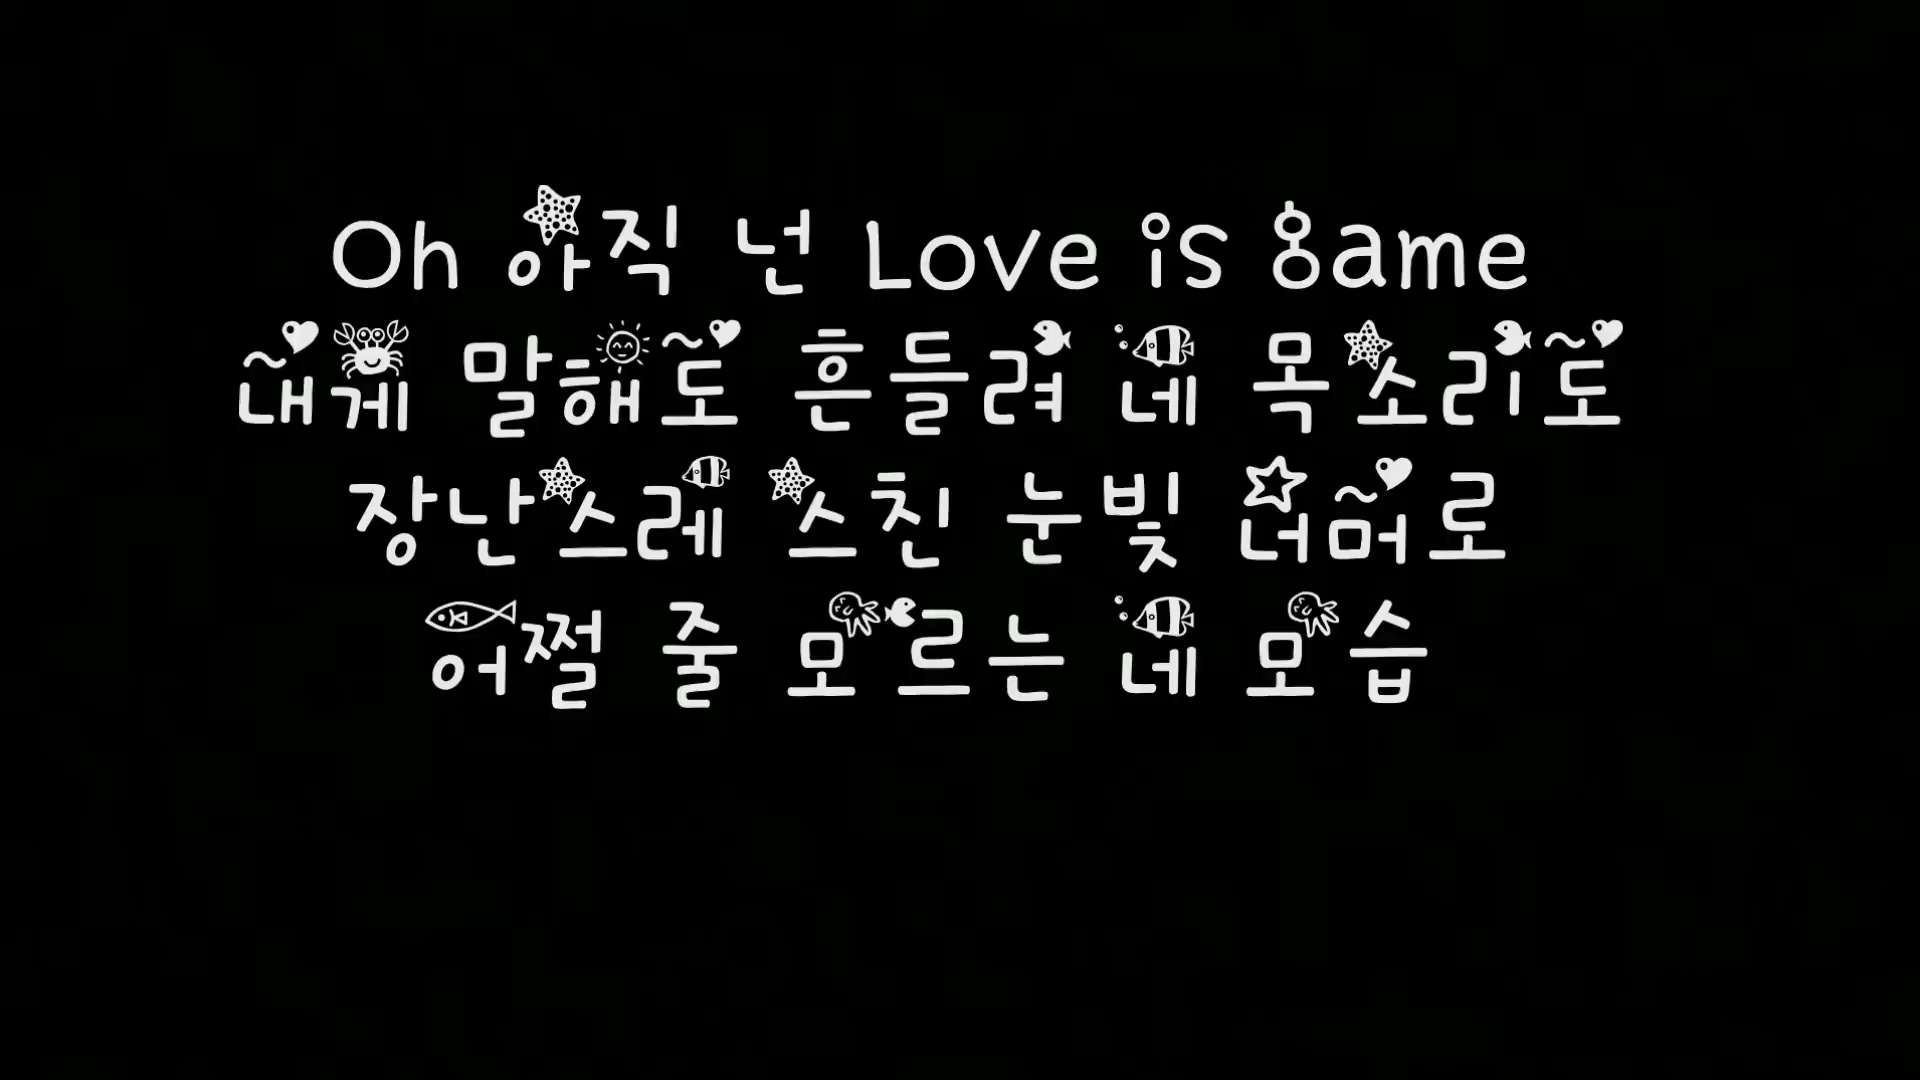 Oh 아직 넌 Love is game
내게 말해도 흔들려 네 목소리도
장난스레 스친 눈빛 너머로
어쩔 줄 모르는 네 모습